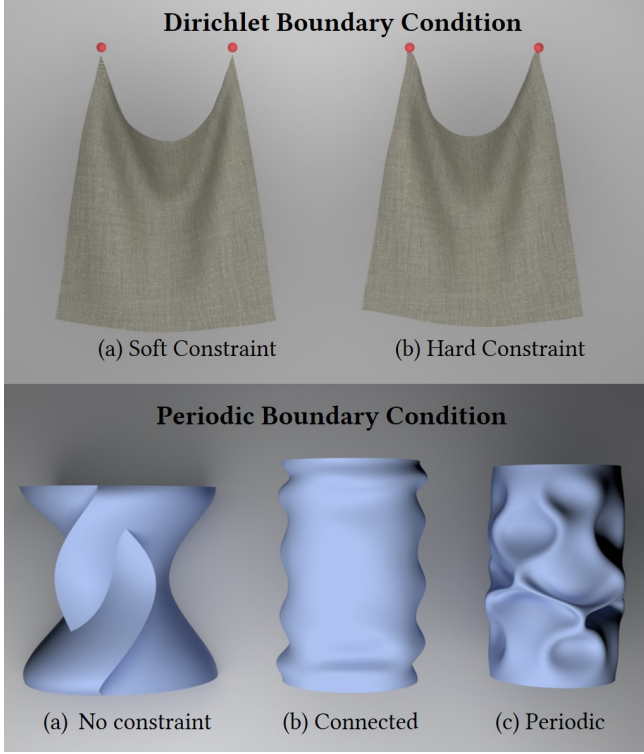 Dirichlet Boundary Condition
(a) Soft Constraint
(b) Hard Constraint
Periodic Boundary Condition
(a) No constraint
(b) Connected
(c) Periodic